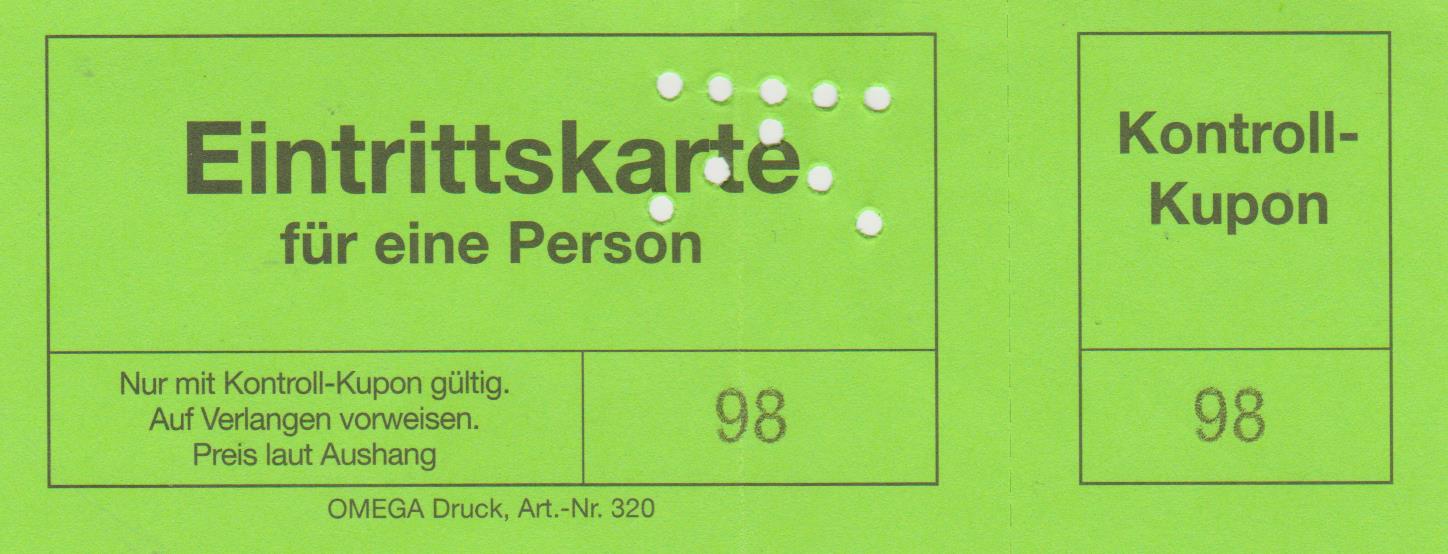 Eintrittskarte
für eine Person
Nur mit Kontroll-Kupon gültig.
Auf Verlangen vorweisen.
Preis laut Aushang
98
OMEGA Druck, Art.-Nr. 320
Kontroll-
Kupon
98